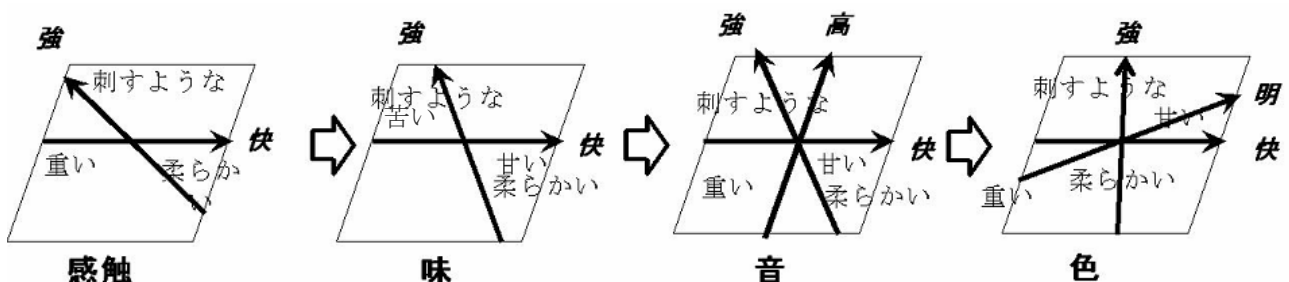 強
刺すような
快
重い
柔らか
い
感触
強
刺すような
苦い
快
甘い
柔らかい
味
強
高
刺すような
快
重い
甘い
柔らかい
音
強
明
刺すような
甘い
快
柔らかい
重い
色